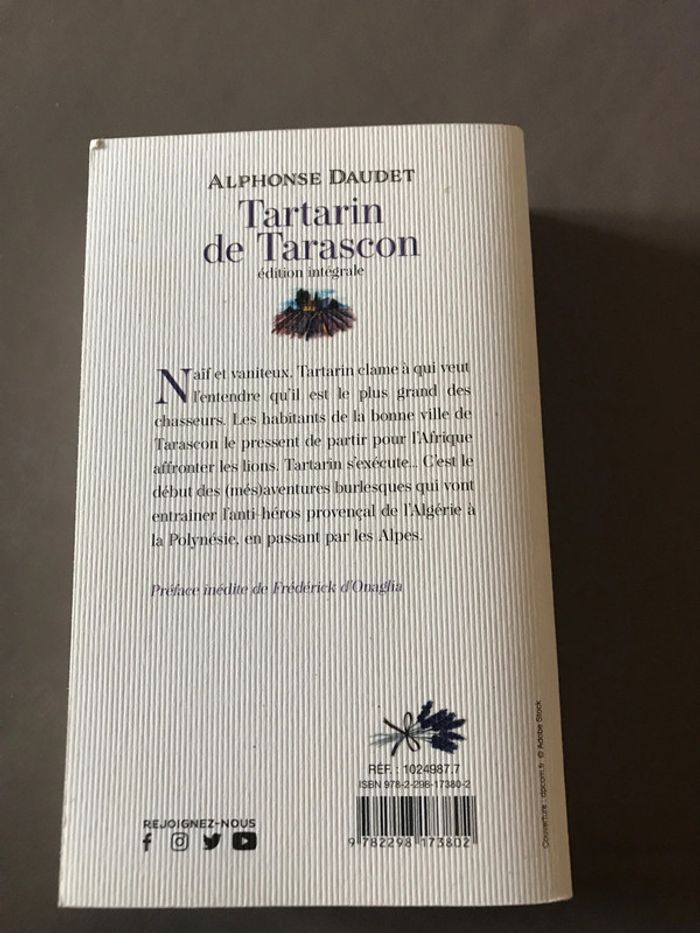 ALPHONSE DAUDET
Tartarin
de Tarascon
édition intégrale
Naïf et vaniteux, Tartarin clame à qui veut
l'entendre qu'il est le plus grand des
chasseurs. Les habitants de la bonne ville de
Tarascon le pressent de partir pour l'Afrique
affronter les lions. Tartarin s'exécute... C'est le
début des (més)aventures burlesques qui vont
entraîner l'anti-héros provençal de l'Algérie à
la Polynésie, en passant par les Alpes.
Préface inédite de Frédérick d'Onaglia
RÉF. : 1024987.7
ISBN 978-2-298-17380-2
9 782298 173802
REJOIGNEZ-NOUS
Couverture : dpcom.fr © Adobe Stock